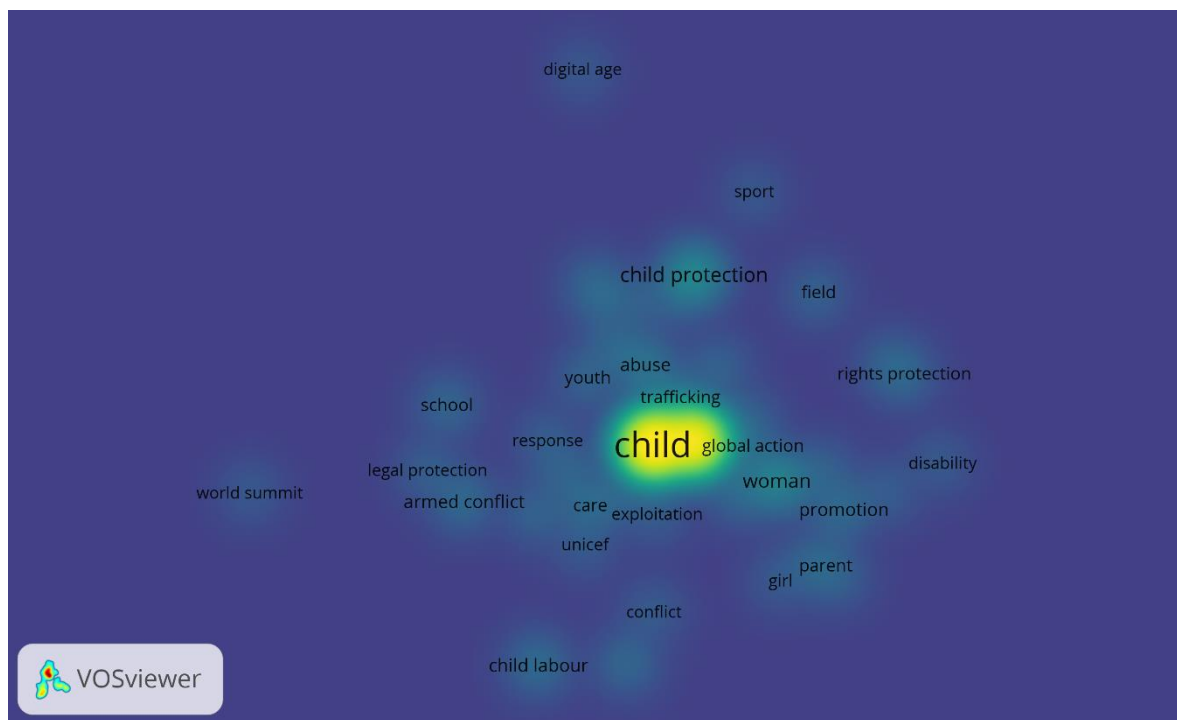 digital age
sport
child protection
field
abuse
rights protection
youth
trafficking
school
response
child
global action
disability
legal protection
woman
world summit
armed conflict
care
promotion
exploitation
unicef
parent
girl
conflict
child labour
VOSviewer